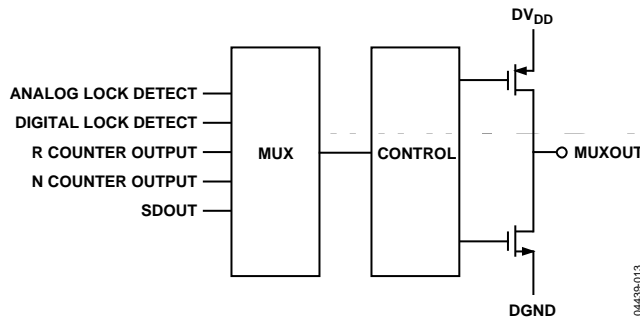 DVDD
ANALOG LOCK DETECT
DIGITAL LOCK DETECT
R COUNTER OUTPUT
N COUNTER OUTPUT
SDOUT
MUX
CONTROL
MUXOUT
DGND
04439-013